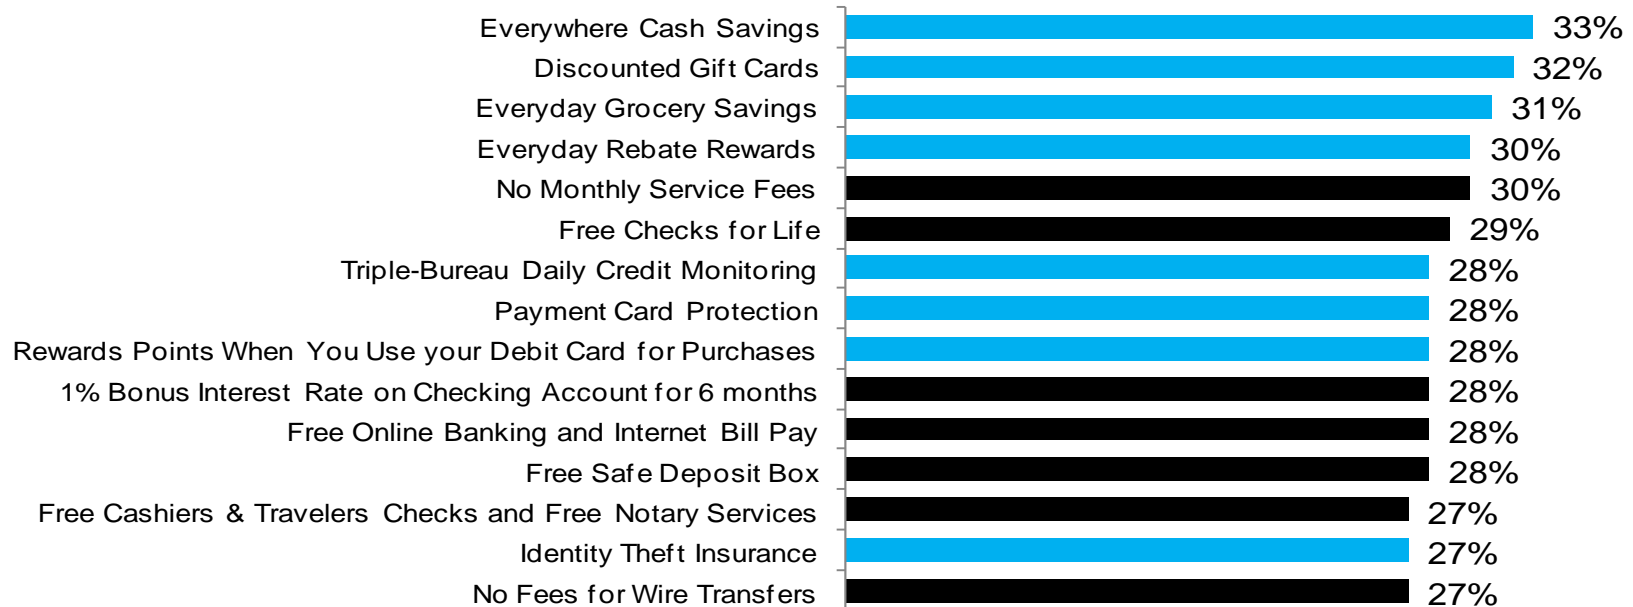 Everywhere Cash Savings 33%
Discounted Gift Cards 32%
Everyday Grocery Savings 31%
Everyday Rebate Rewards 30%
No Monthly Service Fees 30%
Free Checks for Life 29%
Triple-Bureau Daily Credit Monitoring 28%
Payment Card Protection 28%
Rewards Points When You Use your Debit Card for Purchases 28%
1% Bonus Interest Rate on Checking Account for 6 months 28%
Free Online Banking and Internet Bill Pay 28%
Free Safe Deposit Box 28%
Free Cashiers & Travelers Checks and Free Notary Services 27%
Identity Theft Insurance 27%
No Fees for Wire Transfers 27%